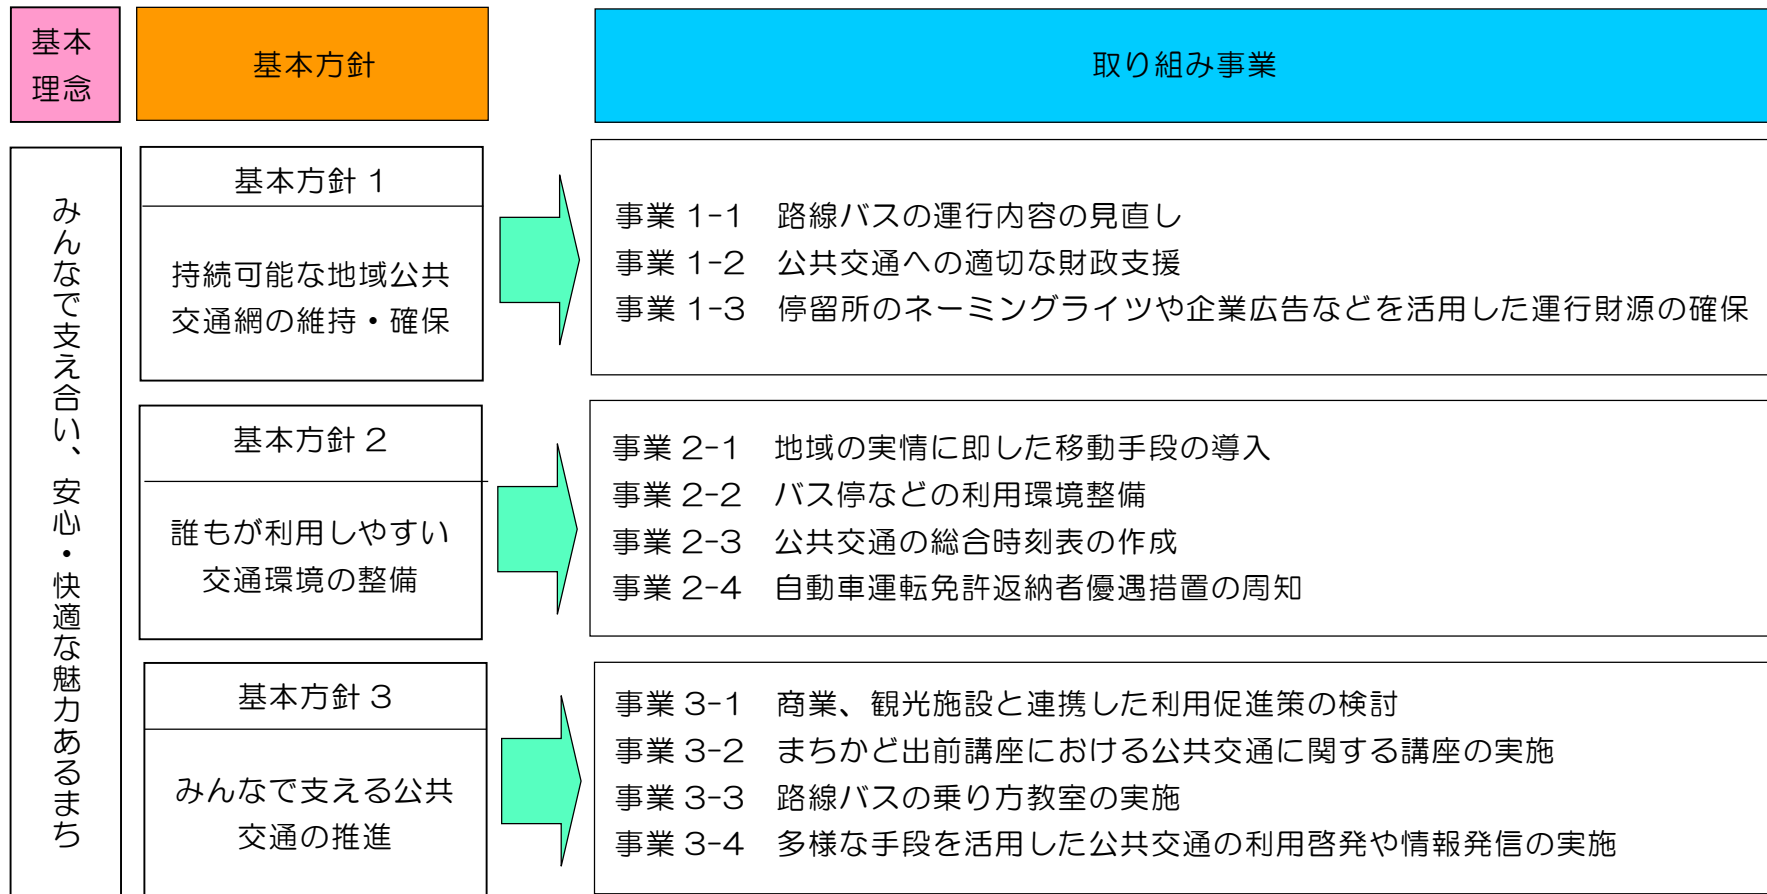 基本
理念
基本方針
取り組み事業
みんなで支え合い、安心・快適な魅力あるまち
基本方針 1
持続可能な地域公共
交通網の維持・確保
事業 1-1　路線バスの運行内容の見直し
事業 1-2　公共交通への適切な財政支援
事業 1-3　停留所のネーミングライツや企業広告などを活用した運行財源の確保
基本方針 2
誰もが利用しやすい
交通環境の整備
事業 2-1　地域の実情に即した移動手段の導入
事業 2-2　バス停などの利用環境整備
事業 2-3　公共交通の総合時刻表の作成
事業 2-4　自動車運転免許返納者優遇措置の周知
基本方針 3
みんなで支える公共
交通の推進
事業 3-1　商業、観光施設と連携した利用促進策の検討
事業 3-2　まちかど出前講座における公共交通に関する講座の実施
事業 3-3　路線バスの乗り方教室の実施
事業 3-4　多様な手段を活用した公共交通の利用啓発や情報発信の実施